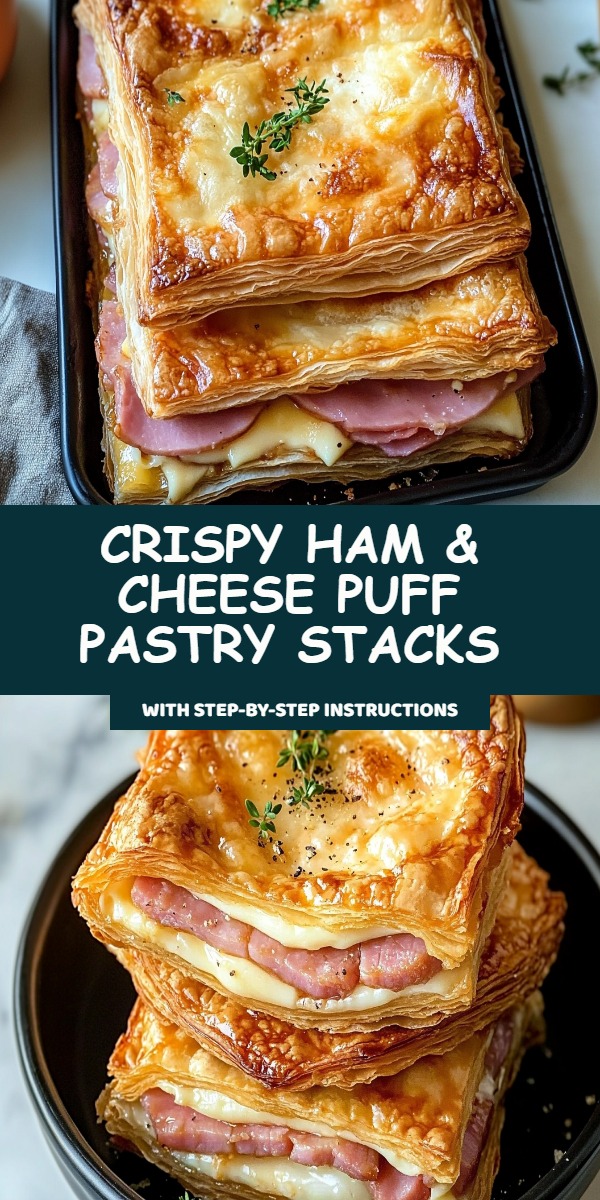 CRISPY HAM &
CHEESE PUFF
PASTRY STACKS
WITH STEP-BY-STEP INSTRUCTIONS